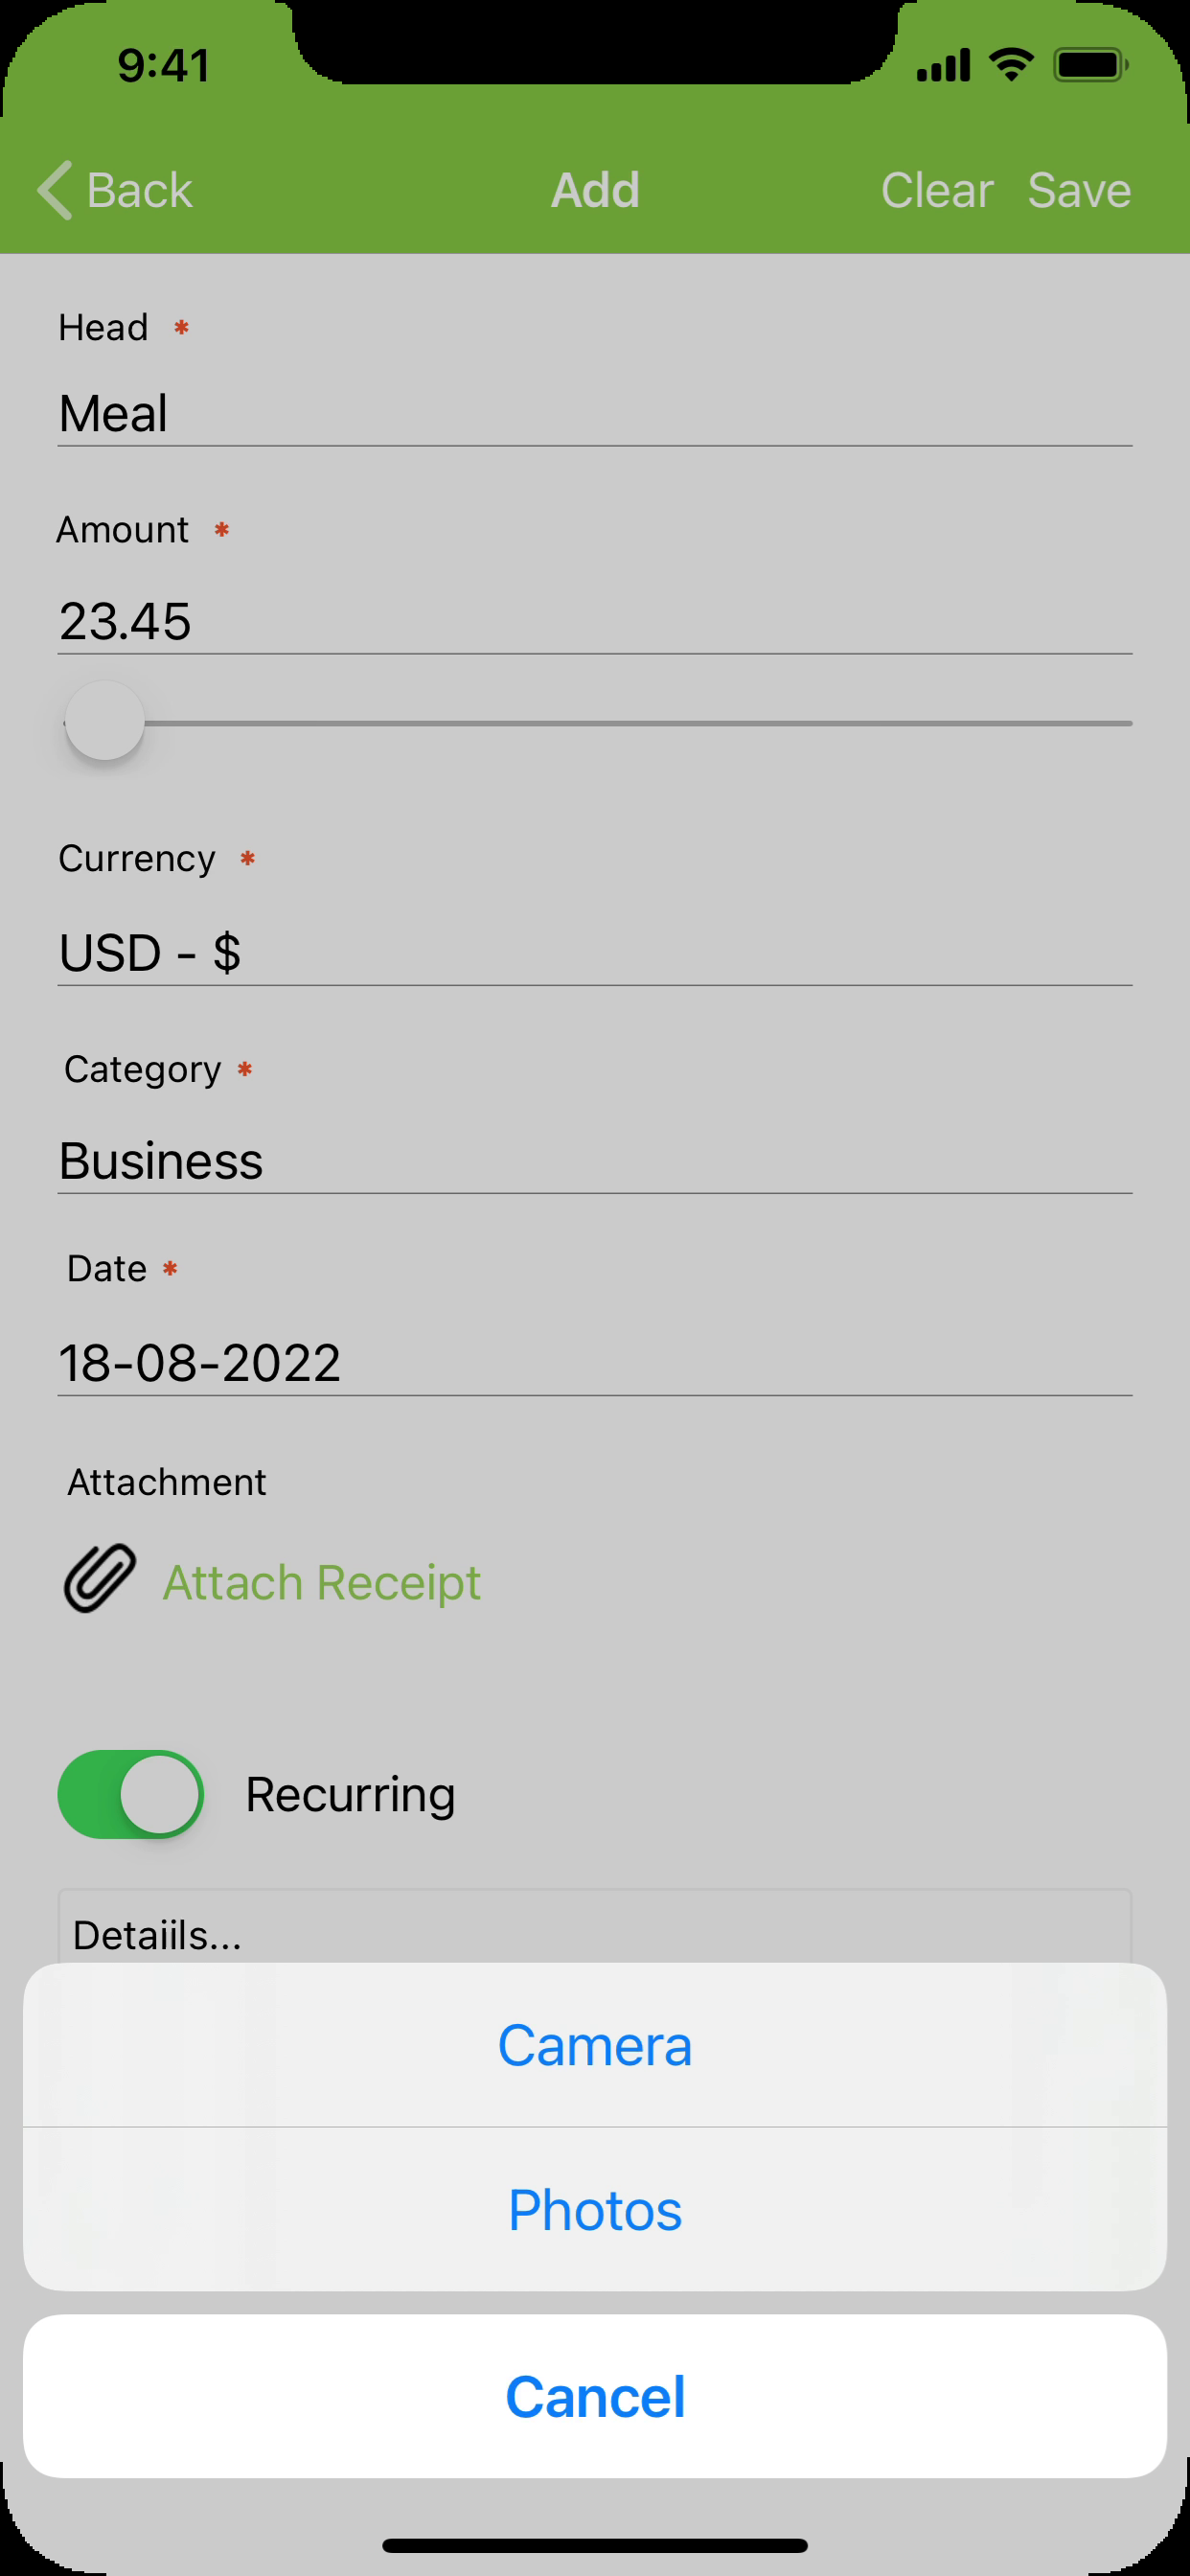 9:41
Back Add Clear Save
Head *
Meal
Amount *
23.45
Currency *
USD - $
Category *
Business
Date *
18-08-2022
Attachment
Attach Receipt
Recurring
Detaiils...
Camera
Photos
Cancel